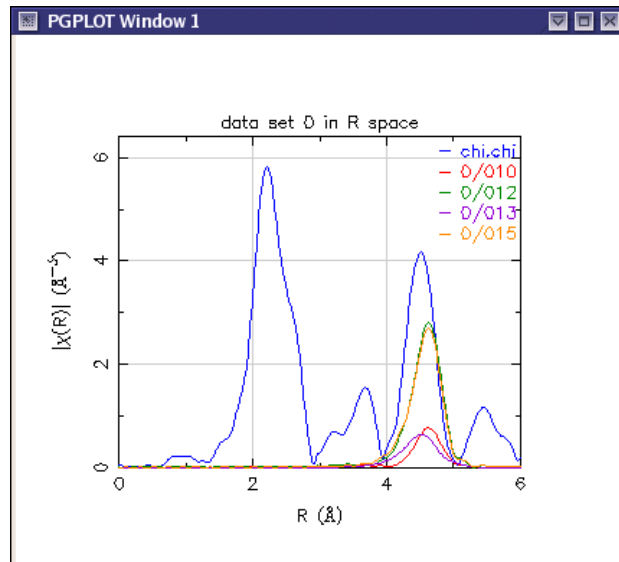 PGPLOT Window 1
data set 0 in R space
chi.chi
0/010
0/012
0/013
0/015
|χ(R)| (Å⁻³)
6
4
2
0
0 2 4 6
R (Å)